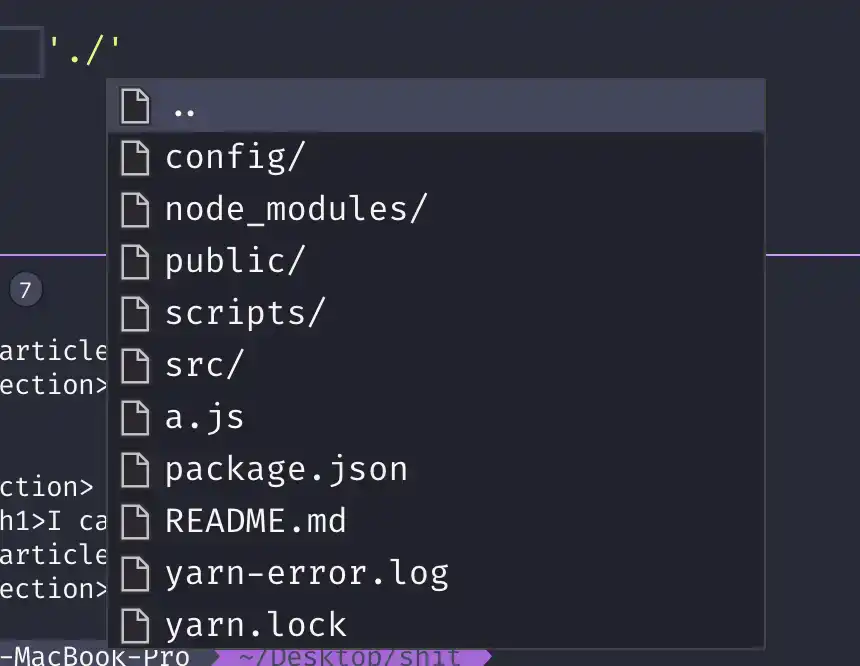 './'
..
config/
node_modules/
public/
7
scripts/
article
src/
ection>
a.js
package.json
ction>
h1>I ca
README.md
article
yarn-error.log
ection>
yarn.lock
-MacBook-Pro ~/Desktop/shit